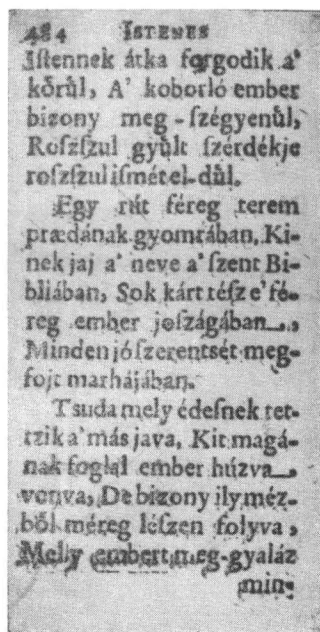 484 ISTENES
Iſtennek átka forgodik a'
kőrűl, A' koborló ember
bizony meg-ſzégyenűl,
Roſzſzul gyűlt ſzérdékje
roſzſzul iſmétel-dűl.
Egy rút féreg terem
prædának gyomrában, Ki-
nek jaj a' neve a' ſzent Bi-
bliában, Sok kárt téſz e' fé-
reg ember joſzágában,
Minden jó ſzerentsét meg-
fojt marhájában.
Tsuda mely édeſnek tet-
tzik a' más java, Kit magá-
nak foglal ember húzva
vonva, De bizony ily méz-
ből méreg léſzen folyva,
Melly embert meg-gyaláz
min-